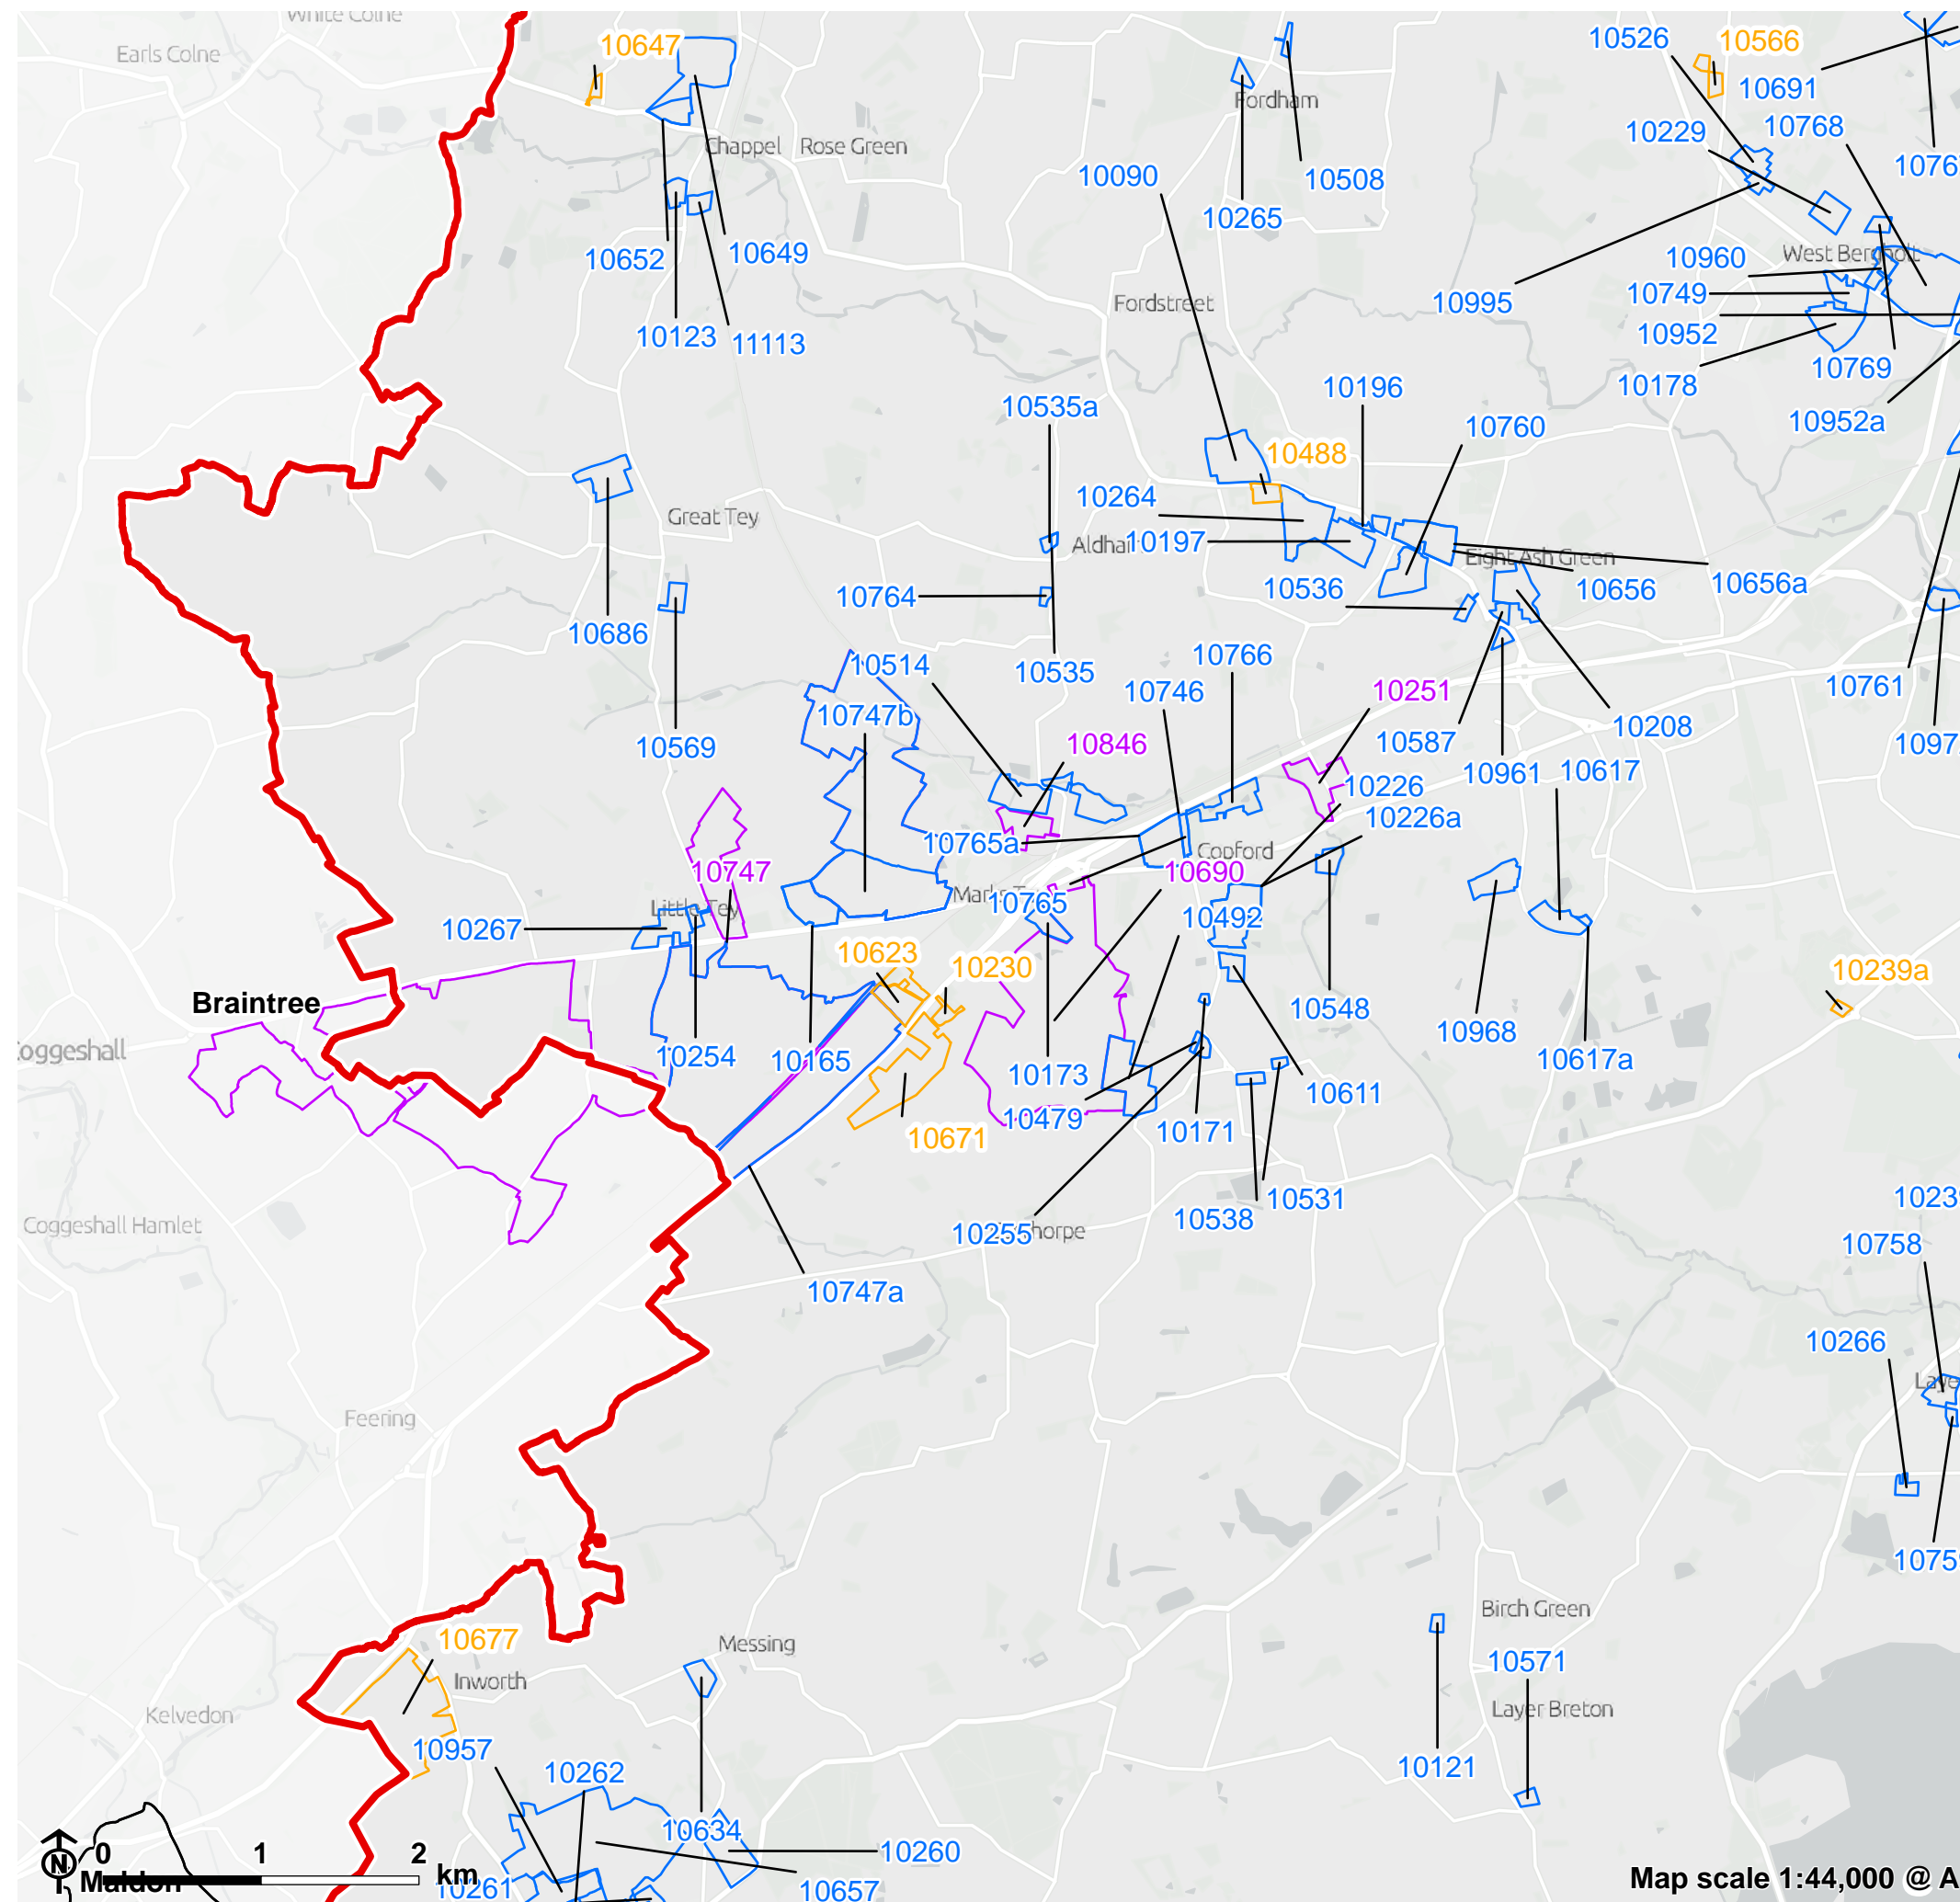 White Colne
Earls Colne
10647
10526
10566
10691
Fordham
10229
10768
Chappel
Rose Green
10090
10508
10265
10652
10649
West Bergholt
10960
10749
10995
Fordstreet
10952
10123
11113
10769
10178
10196
10535a
10952a
10760
10488
10264
Great Tey
10197
Eight Ash Green
10536
10656
10656a
10764
10686
10514
10535
10766
10746
10251
10761
10747b
10208
10569
10846
10587
10961
10617
10226
10226a
10765a
Copford
10747
10690
10765
Little Tey
10492
10267
10623
10230
10239a
Braintree
10548
10968
Coggeshall
10254
10165
10617a
10173
10611
10479
10171
10671
10531
10538
Coggeshall Hamlet
10255
10758
10747a
10266
Feering
Birch Green
10677
Messing
10571
Inworth
Kelvedon
Layer Breton
10957
10121
10262
10634
10260
0 1 2 km
Maldon
N
10261
10657
Map scale 1:44,000 @ A